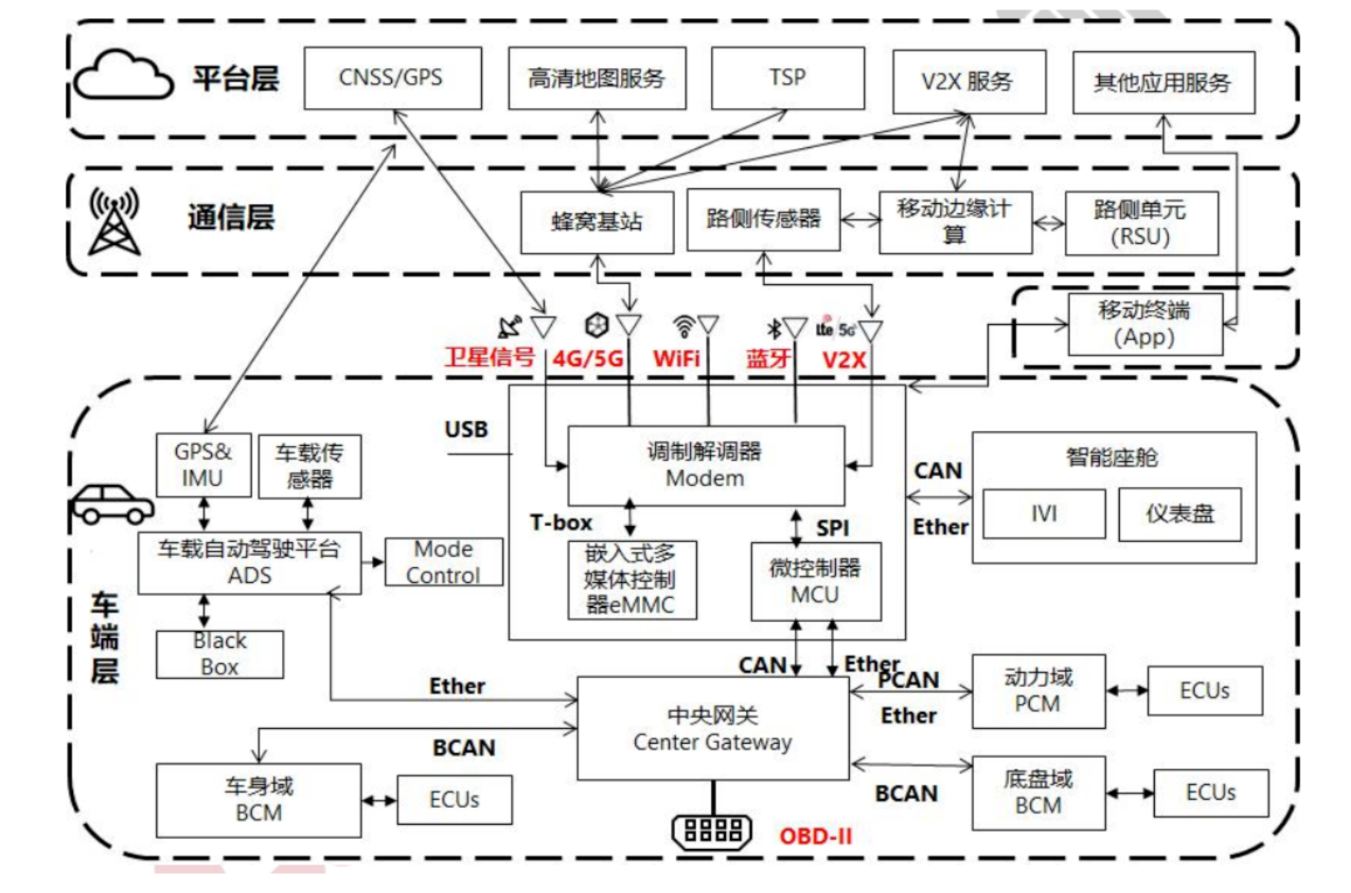 平台层
CNSS/GPS
高清地图服务
TSP
V2X 服务
其他应用服务
通信层
蜂窝基站
路侧传感器
移动边缘计
算
路侧单元
(RSU)
移动终端
(App)
卫星信号
4G/5G
WiFi
蓝牙
lte/5G
V2X
车端层
GPS&
IMU
车载传
感器
车载自动驾驶平台
ADS
Mode
Control
Black
Box
USB
调制解调器
Modem
T-box
SPI
嵌入式多
媒体控制
器eMMC
微控制器
MCU
CAN
Ether
智能座舱
IVI
仪表盘
CAN
Ether
Ether
BCAN
中央网关
Center Gateway
PCAN
Ether
动力域
PCM
ECUs
BCAN
底盘域
BCM
ECUs
车身域
BCM
ECUs
OBD-II